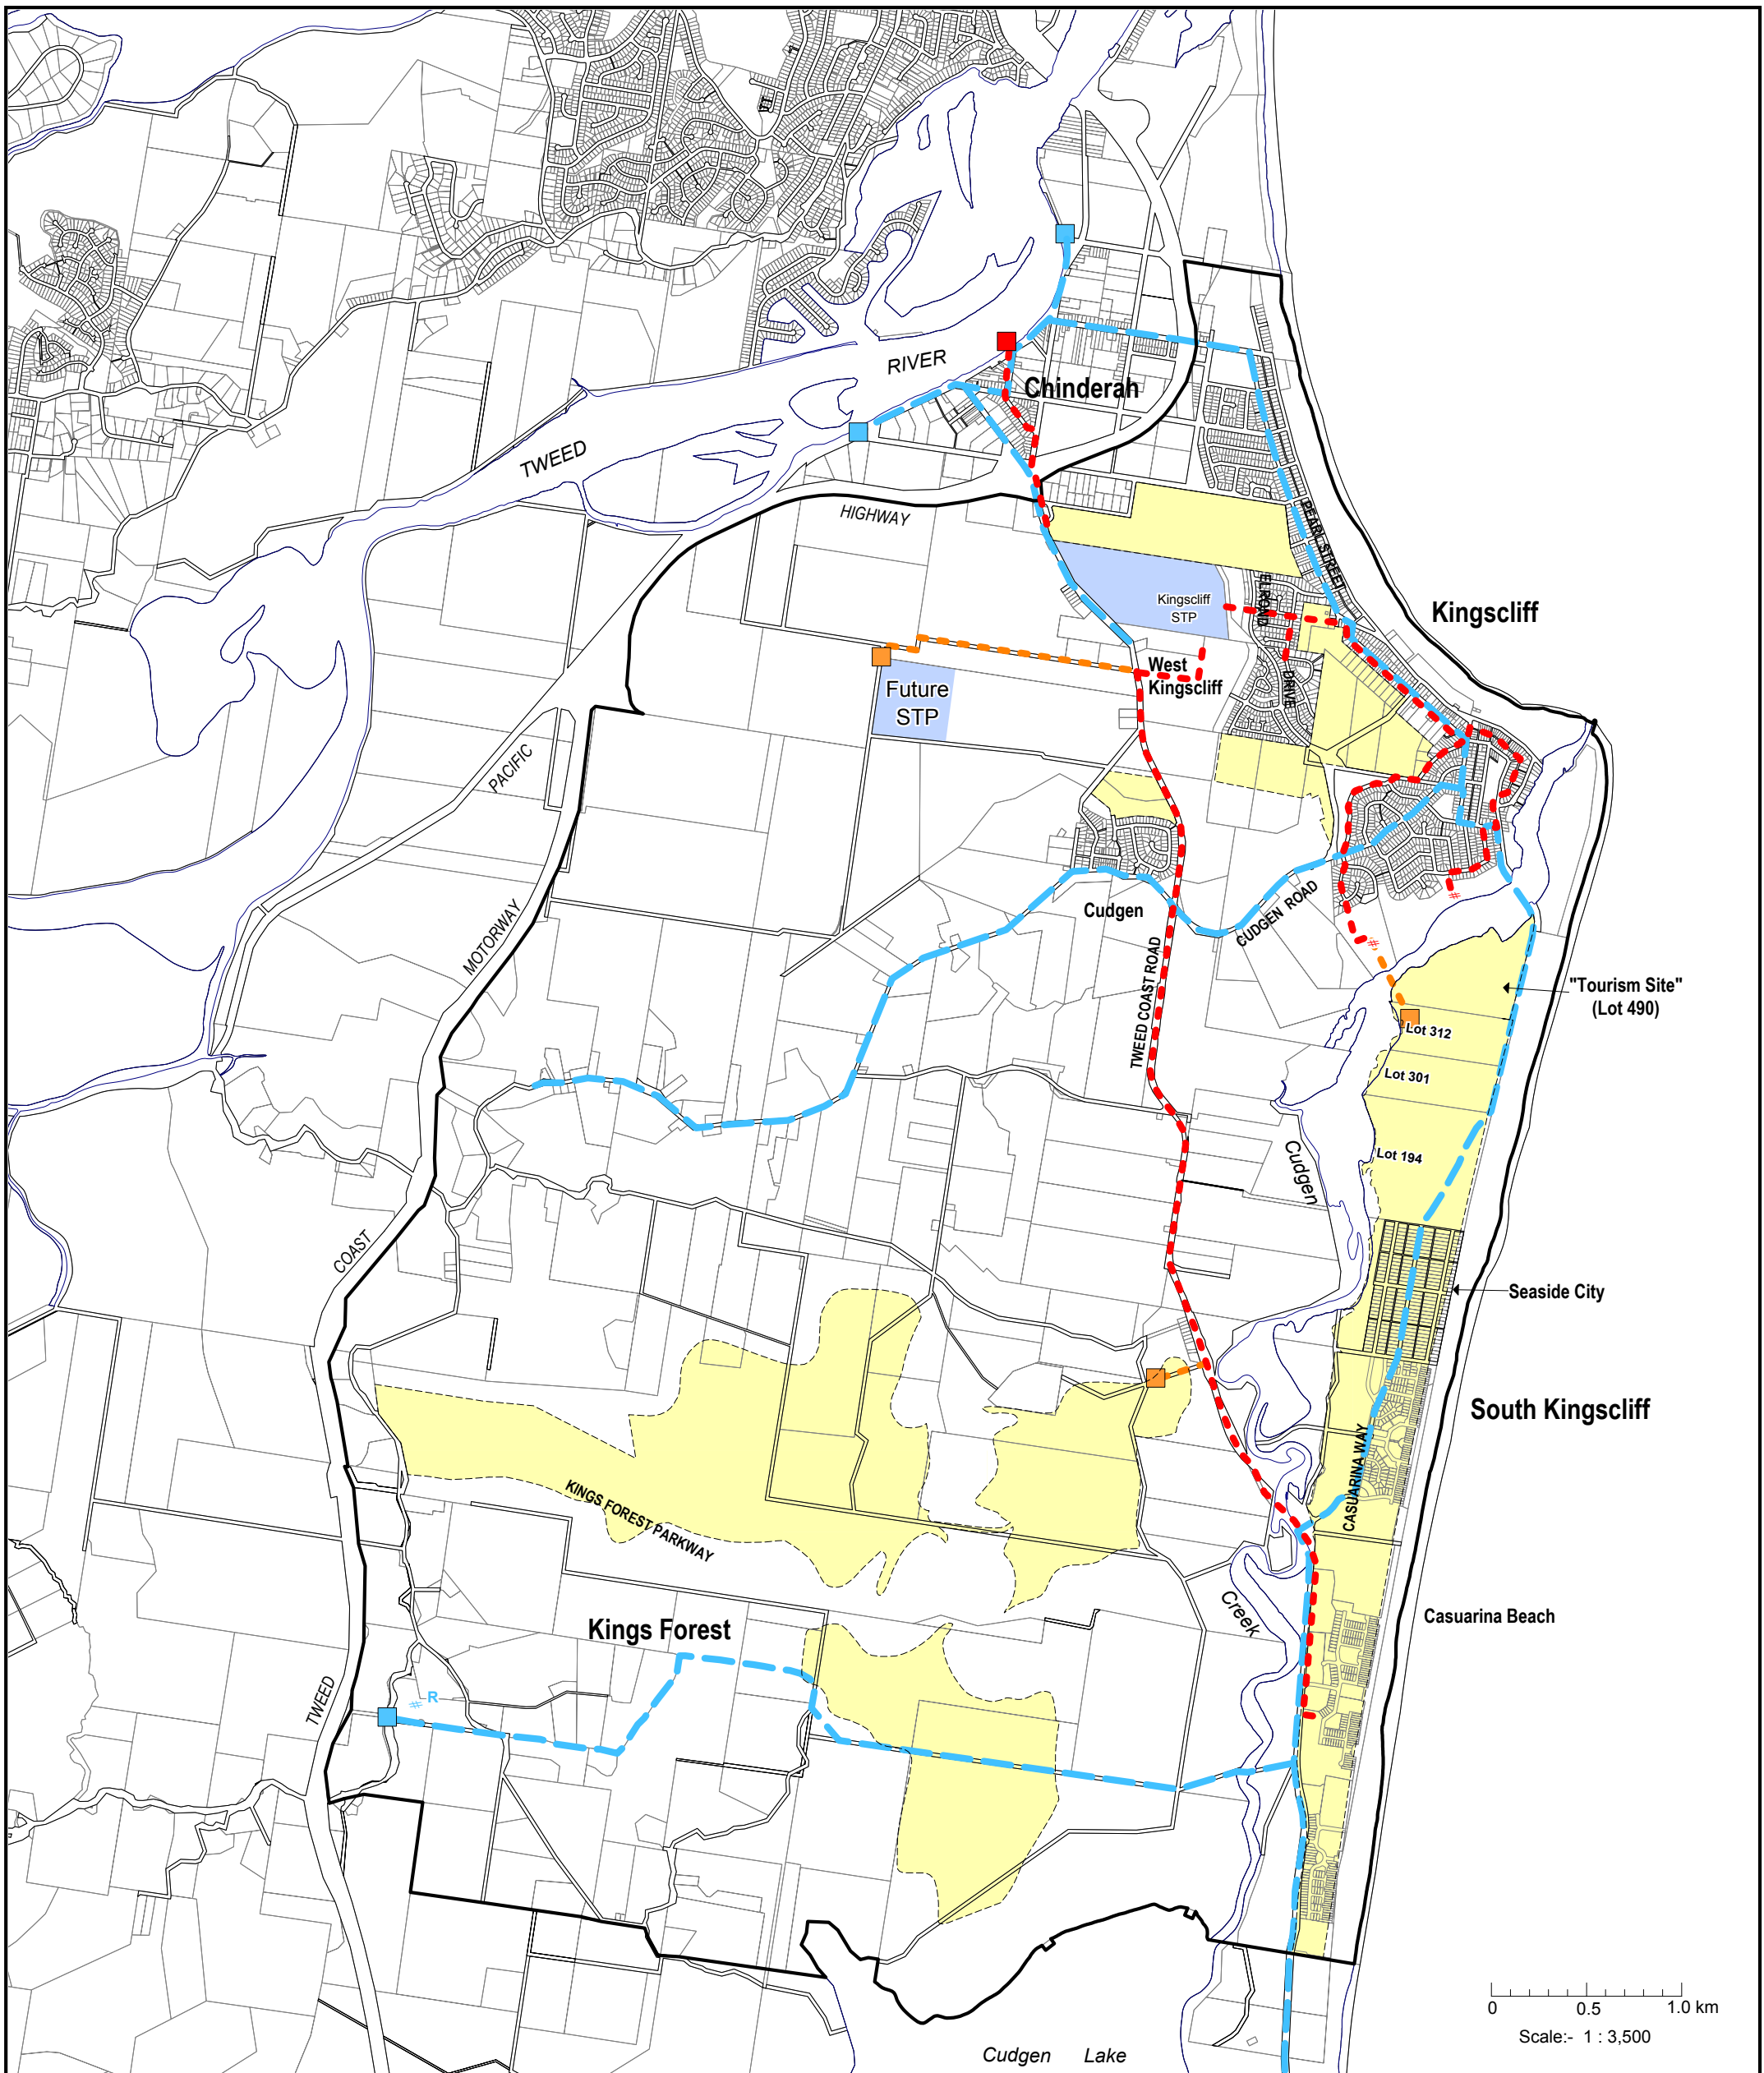 RIVER
Chinderah
TWEED
HIGHWAY
PEARL STREET
Kingscliff
STP
ELROND
DRIVE
Kingscliff
West
Kingscliff
Future
STP
PACIFIC
MOTORWAY
Cudgen
CUDGEN ROAD
TWEED COAST ROAD
"Tourism Site"
(Lot 490)
Lot 312
Lot 301
Lot 194
Cudgen
COAST
Seaside City
South Kingscliff
CASUARINA WAY
KINGS FOREST PARKWAY
Creek
Casuarina Beach
Kings Forest
TWEED
# R
#
#
0 0.5 1.0 km
Scale:- 1 : 3,500
Cudgen Lake